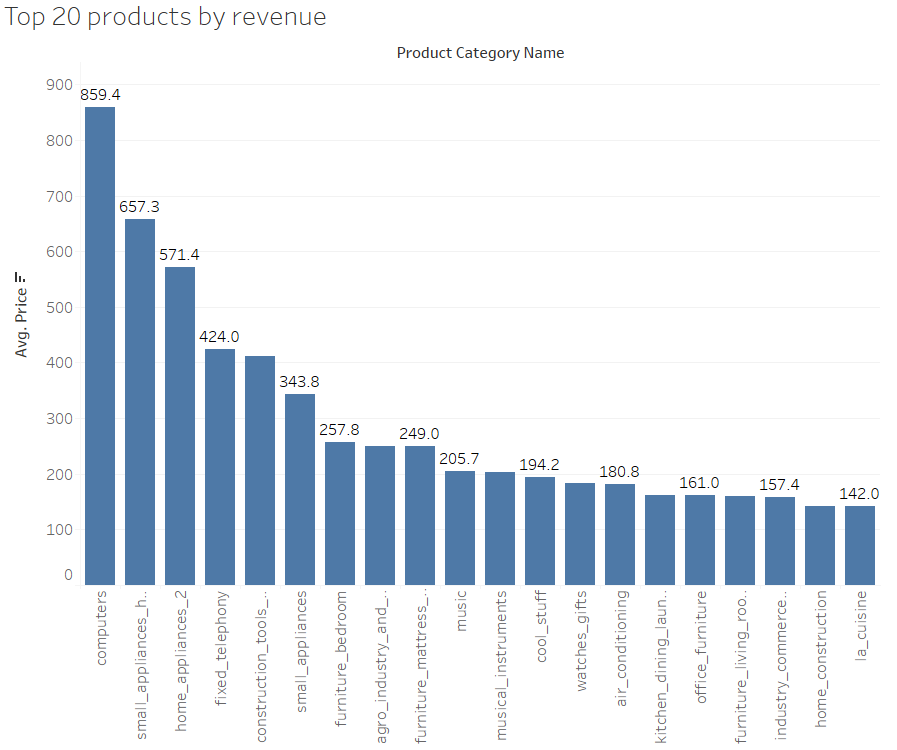 Top 20 products by revenue
Product Category Name
Avg. Price
900
800
700
600
500
400
300
200
100
0
859.4
657.3
571.4
424.0
343.8
257.8
249.0
205.7
194.2
180.8
161.0
157.4
142.0
computers
small_appliances_h..
home_appliances_2
fixed_telephony
construction_tools_..
small_appliances
furniture_bedroom
agro_industry_and_..
furniture_mattress_..
music
musical_instruments
cool_stuff
watches_gifts
air_conditioning
kitchen_dining_laun..
office_furniture
furniture_living_roo..
industry_commerce..
home_construction
la_cuisine